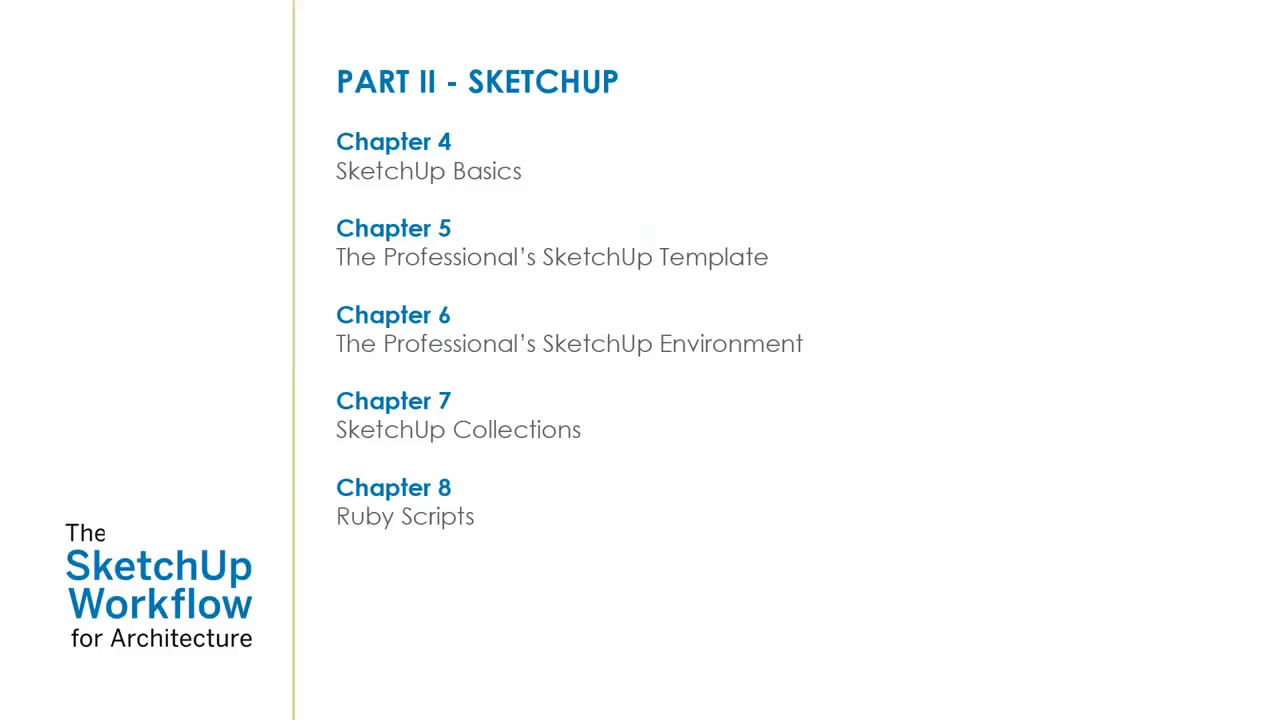 PART II - SKETCHUP
Chapter 4
SketchUp Basics
Chapter 5
The Professional’s SketchUp Template
Chapter 6
The Professional’s SketchUp Environment
Chapter 7
SketchUp Collections
Chapter 8
Ruby Scripts
The
SketchUp
Workflow
for Architecture